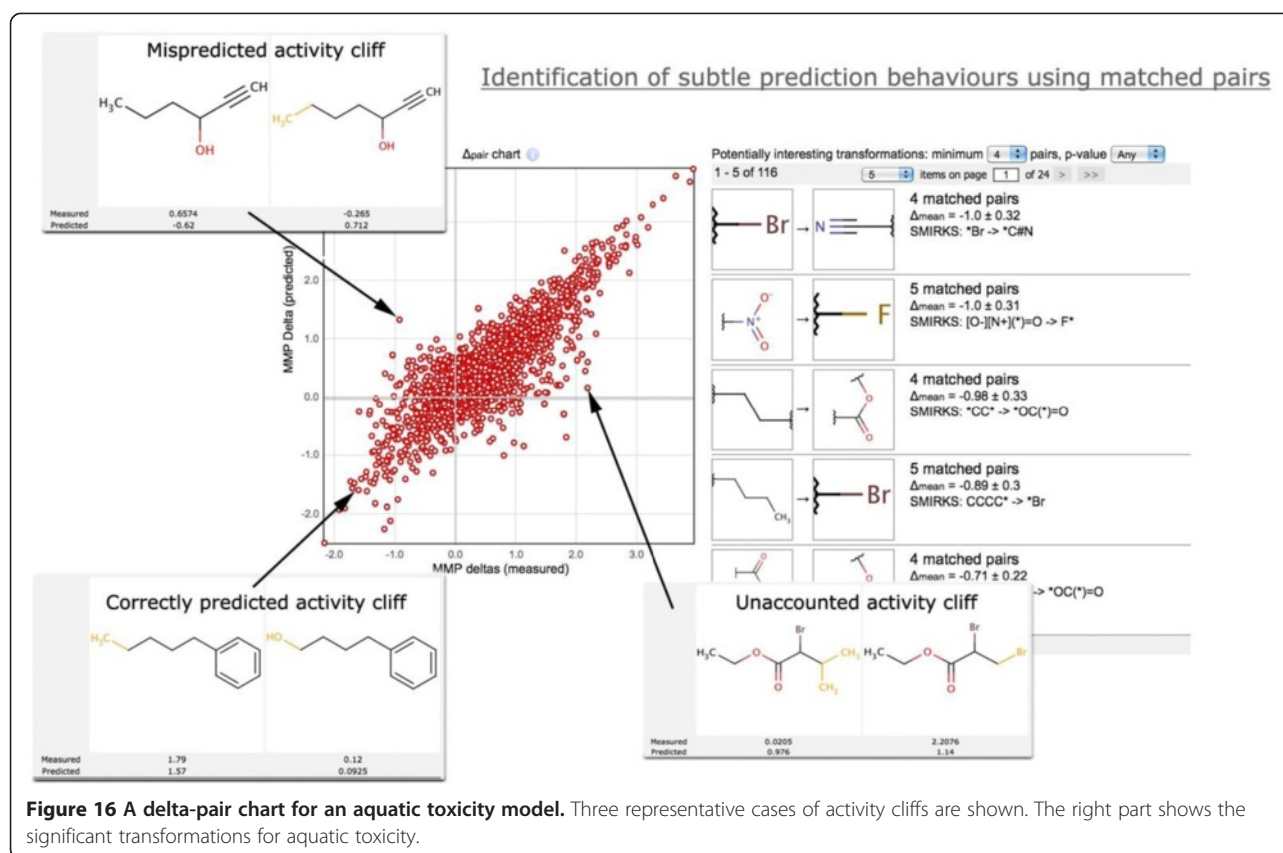 Mispredicted activity cliff
H₃C
OH
CH
H₃C
OH
CH
Measured 0.6574 -0.265
Predicted -0.62 0.712
Identification of subtle prediction behaviours using matched pairs
Δpair chart
MMP Delta (predicted)
2.0
1.0
0.0
-1.0
-2.0
-2.0 -1.0 0.0 1.0 2.0 3.0
MMP deltas (measured)
Potentially interesting transformations: minimum 4 pairs, p-value Any
1 - 5 of 116 5 items on page 1 of 24 > >>
Br → N
4 matched pairs
Δmean = -1.0 ± 0.32
SMIRKS: *Br -> *C#N
O⁻
N⁺
O
→ F
5 matched pairs
Δmean = -1.0 ± 0.31
SMIRKS: [O-][N+](*)=O -> F*
→
O
O
4 matched pairs
Δmean = -0.98 ± 0.33
SMIRKS: *CC* -> *OC(*)=O
CH₃
→ Br
5 matched pairs
Δmean = -0.89 ± 0.3
SMIRKS: CCCC* -> *Br
O
→
O
4 matched pairs
Δmean = -0.71 ± 0.22
-> *OC(*)=O
Correctly predicted activity cliff
H₃C
HO
Measured 1.79 0.12
Predicted 1.57 0.0925
Unaccounted activity cliff
H₃C
O
O
Br
CH₃
CH₃
H₃C
O
O
Br
Br
Measured 0.0205 2.2076
Predicted 0.976 1.14
Figure 16 A delta-pair chart for an aquatic toxicity model. Three representative cases of activity cliffs are shown. The right part shows the
significant transformations for aquatic toxicity.